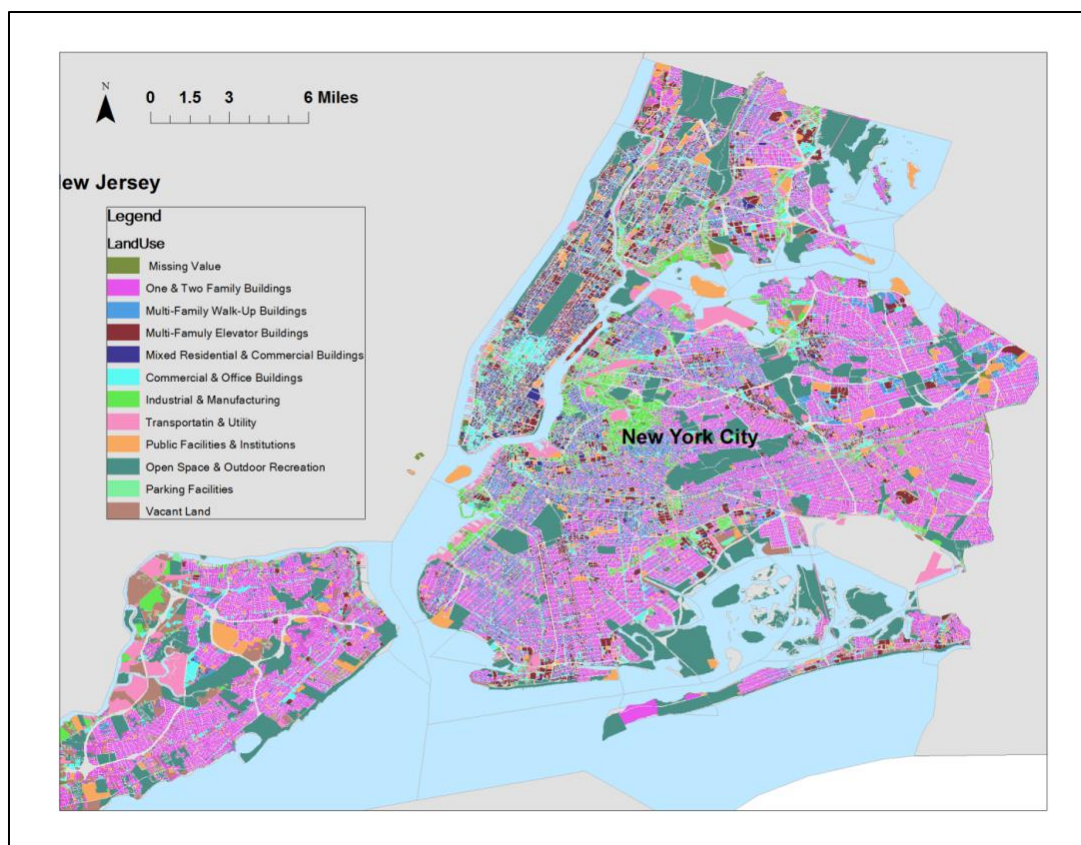 N
0 1.5 3 6 Miles
ew Jersey
Legend
LandUse
Missing Value
One & Two Family Buildings
Multi-Family Walk-Up Buildings
Multi-Famuly Elevator Buildings
Mixed Residential & Commercial Buildings
Commercial & Office Buildings
Industrial & Manufacturing
Transportatin & Utility
Public Facilities & Institutions
Open Space & Outdoor Recreation
Parking Facilities
Vacant Land
New York City